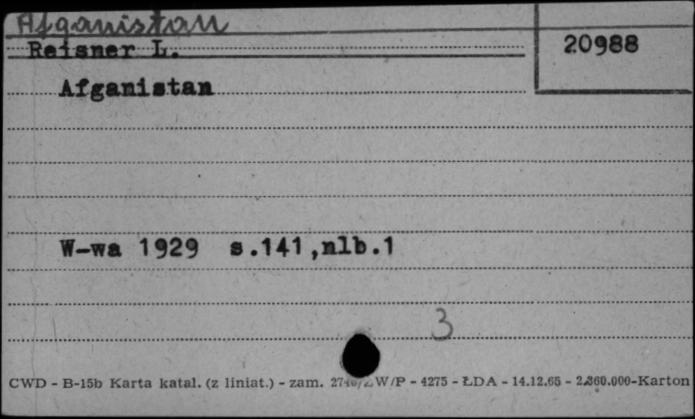 Afganistan
Reisner L.
20988
Afganistan
W-wa 1929 s.141,nlb.1
3
CWD - B-15b Karta katal. (z liniat.) - zam. W/P - 4275 - ŁDA - 14.12.65 - 2.360.000-Karton